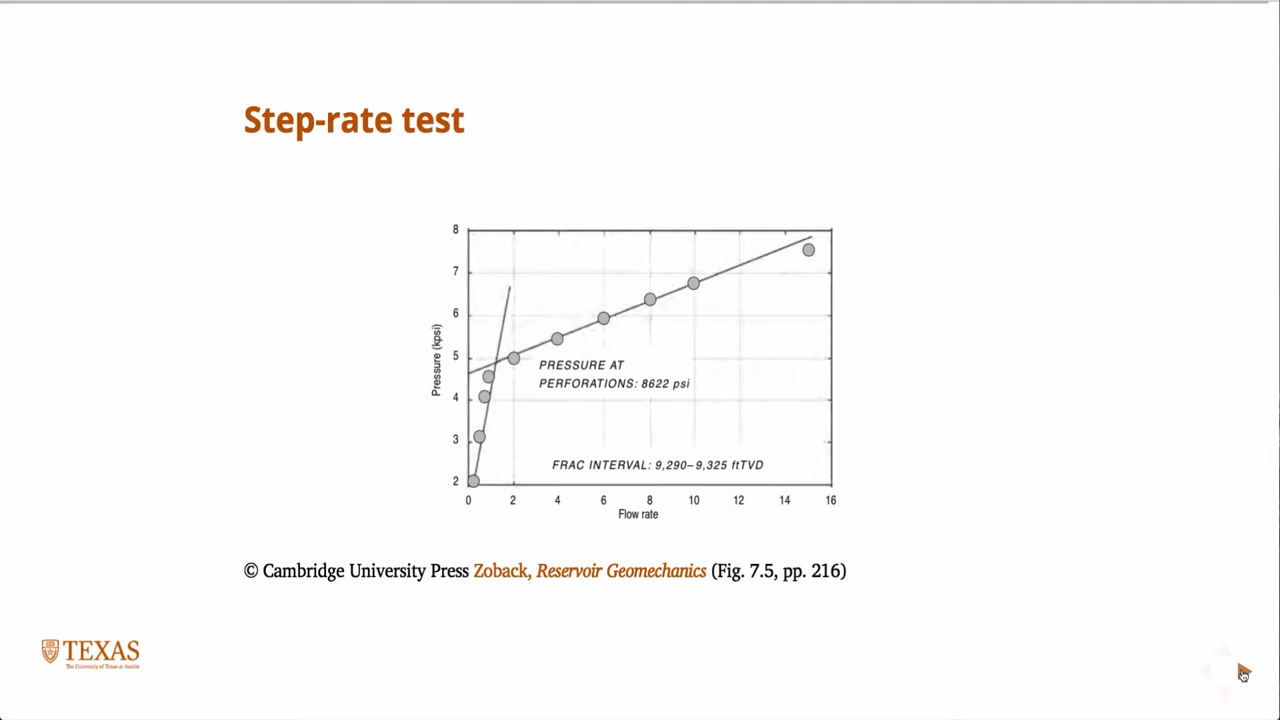 Step-rate test
8
7
6
5
4
3
2
Pressure (kpsi)
PRESSURE AT
PERFORATIONS: 8622 psi
FRAC INTERVAL: 9,290–9,325 ftTVD
0 2 4 6 8 10 12 14 16
Flow rate
© Cambridge University Press Zoback, Reservoir Geomechanics (Fig. 7.5, pp. 216)
TEXAS
The University of Texas at Austin